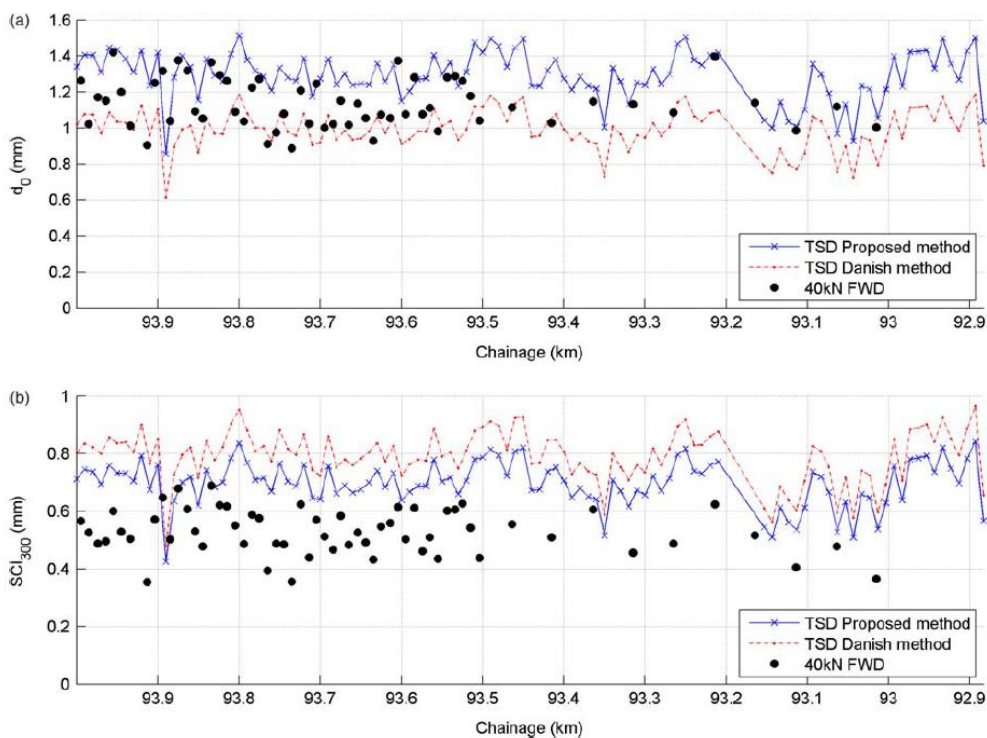 (a)
1.6
1.4
1.2
1
0.8
0.6
0.4
0.2
0
d0 (mm)
93.9 93.8 93.7 93.6 93.5 93.4 93.3 93.2 93.1 93 92.9
Chainage (km)
TSD Proposed method
TSD Danish method
40kN FWD
(b)
1
0.8
0.6
0.4
0.2
0
SCI300 (mm)
93.9 93.8 93.7 93.6 93.5 93.4 93.3 93.2 93.1 93 92.9
Chainage (km)
TSD Proposed method
TSD Danish method
40kN FWD